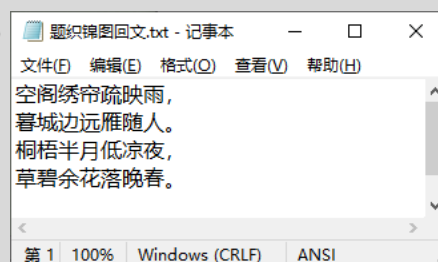 题织锦图回文.txt - 记事本
文件(F) 编辑(E) 格式(O) 查看(V) 帮助(H)
空阁绣帘疏映雨，
暮城边远雁随人。
桐梧半月低凉夜，
草碧余花落晚春。
第 1 100% Windows (CRLF) ANSI